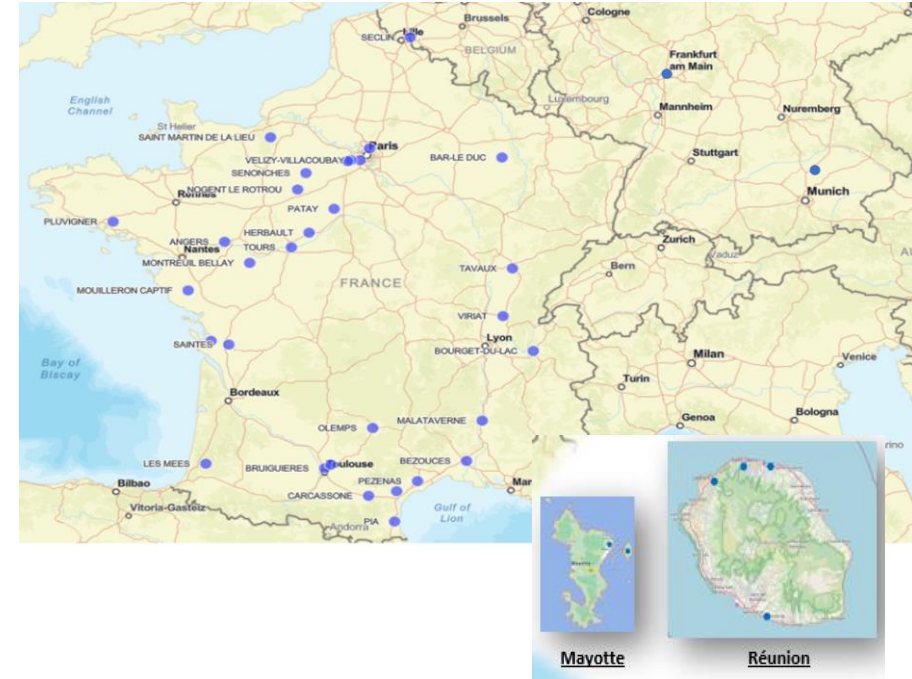 Brussels
Cologne
SECLIN
Lille
BELGIUM
Frankfurt
am Main
English
Channel
Luxembourg
Mannheim
Nuremberg
St Helier
SAINT MARTIN DE LA LIEU
Paris
VELIZY-VILLACOUBAY
BAR-LE DUC
Stuttgart
SENONCHES
NOGENT LE ROTROU
Rennes
Munich
PATAY
PLUVIGNER
HERBAULT
ANGERS
TOURS
Nantes
Zurich
Vaduz
MONTREUIL BELLAY
TAVAUX
Bern
FRANCE
MOUILLERON CAPTIF
VIRIAT
SAINTES
Lyon
BOURGET-DU-LAC
Milan
Venice
Bay of
Biscay
Turin
Bordeaux
MALATAVERNE
Genoa
Bologna
OLEMPS
LES MEES
BRUIGUIERES
Toulouse
BEZOUCES
PEZENAS
Bilbao
CARCASSONE
Mar
Vitoria-Gasteiz
Gulf of
Lion
Andorra
PIA
Mayotte
Réunion